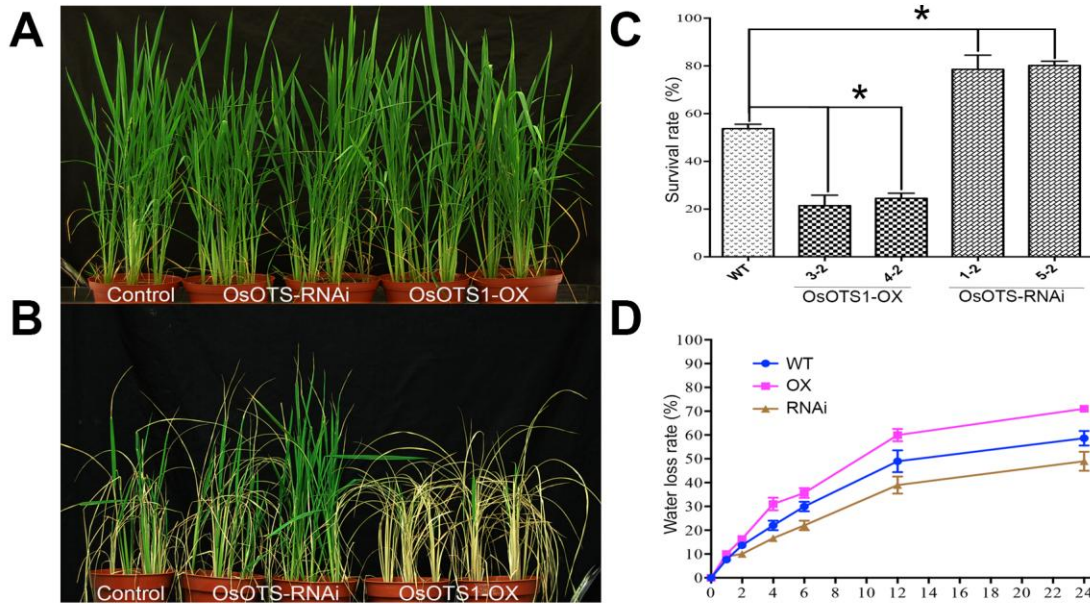 A
Control OsOTS-RNAi OsOTS1-OX
B
Control OsOTS-RNAi OsOTS1-OX
C
*
*
Survival rate (%)
100
80
60
40
20
0
WT 3-2 4-2 1-2 5-2
OsOTS1-OX OsOTS-RNAi
D
WT
OX
RNAi
Water loss rate (%)
100
90
80
70
60
50
40
30
20
10
0
0 2 4 6 8 10 12 14 16 18 20 22 24